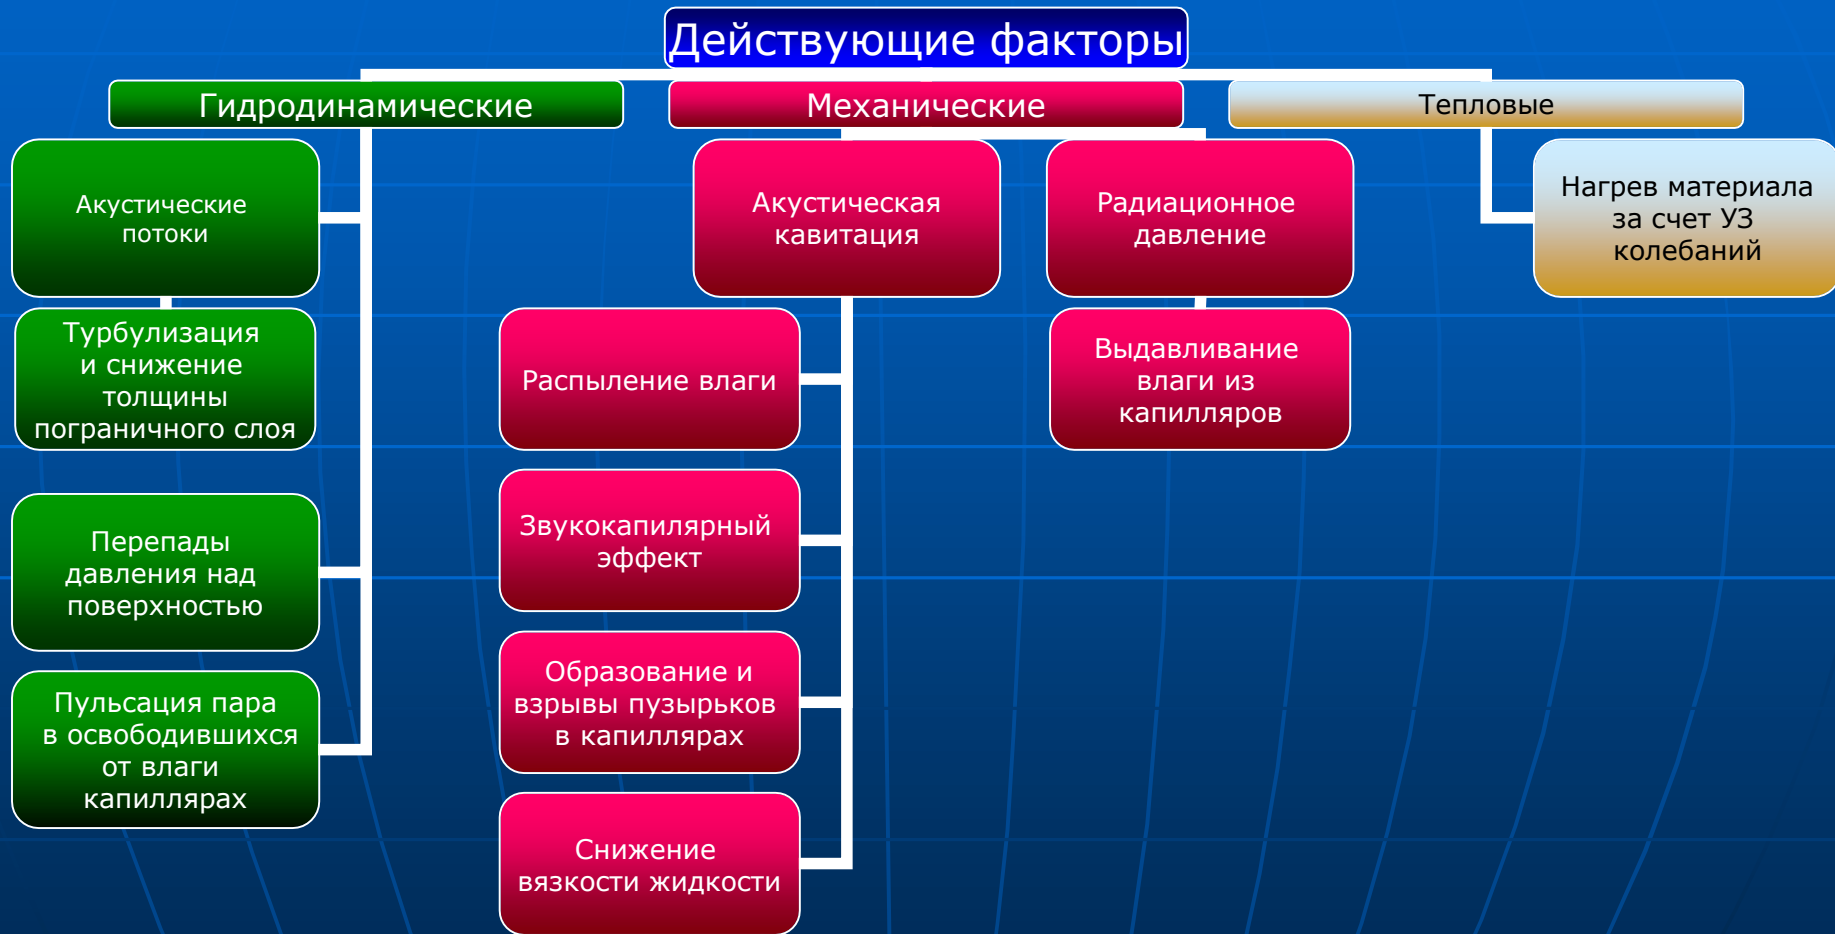 Действующие факторы
Гидродинамические
Механические
Тепловые
Акустические
потоки
Турбулизация
и снижение
толщины
пограничного слоя
Перепады
давления над
поверхностью
Пульсация пара
в освободившихся
от влаги
капиллярах
Акустическая
кавитация
Распыление влаги
Звукокапилярный
эффект
Образование и
взрывы пузырьков
в капиллярах
Снижение
вязкости жидкости
Радиационное
давление
Выдавливание
влаги из
капилляров
Нагрев материала
за счет УЗ
колебаний